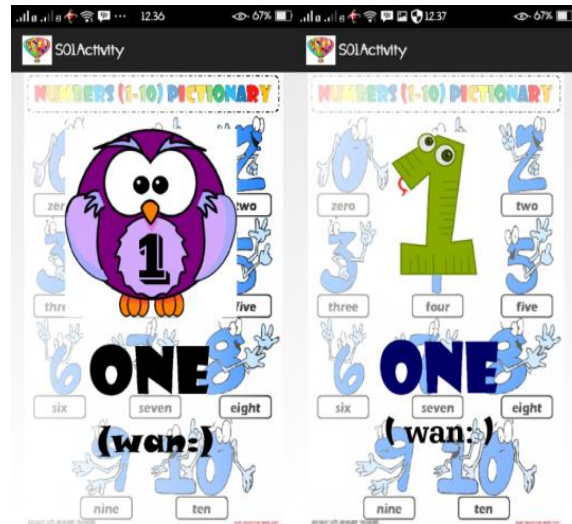 12.36
67%
S01Activity
NUMBERS (1-10) PICTIONARY
zer
two
1
thre
five
ONE
six
seven
eight
(wan:)
nine
ten
12.37
67%
S01Activity
NUMBERS (1-10) PICTIONARY
zero
two
three
four
five
ONE
six
seven
eight
( wan: )
nine
ten